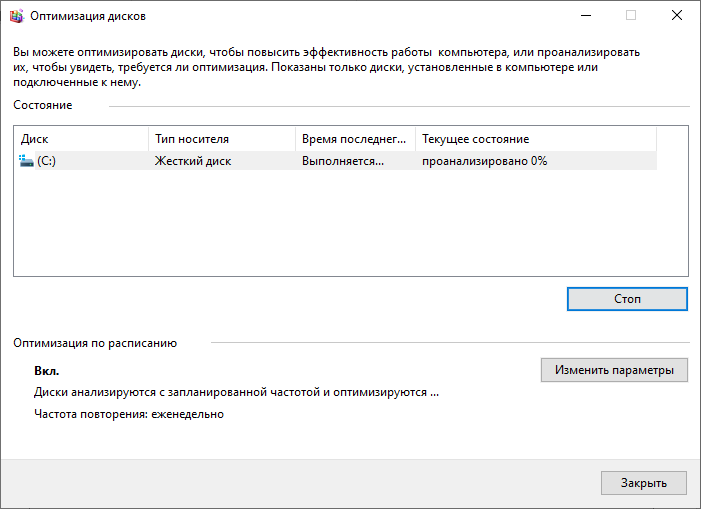 Оптимизация дисков
Вы можете оптимизировать диски, чтобы повысить эффективность работы  компьютера, или проанализировать
их, чтобы увидеть, требуется ли оптимизация. Показаны только диски, установленные в компьютере или
подключенные к нему.
Состояние
Диск Тип носителя Время последнег... Текущее состояние
(C:) Жесткий диск Выполняется... проанализировано 0%
Стоп
Оптимизация по расписанию
Вкл. Изменить параметры
Диски анализируются с запланированной частотой и оптимизируются ...
Частота повторения: еженедельно
Закрыть